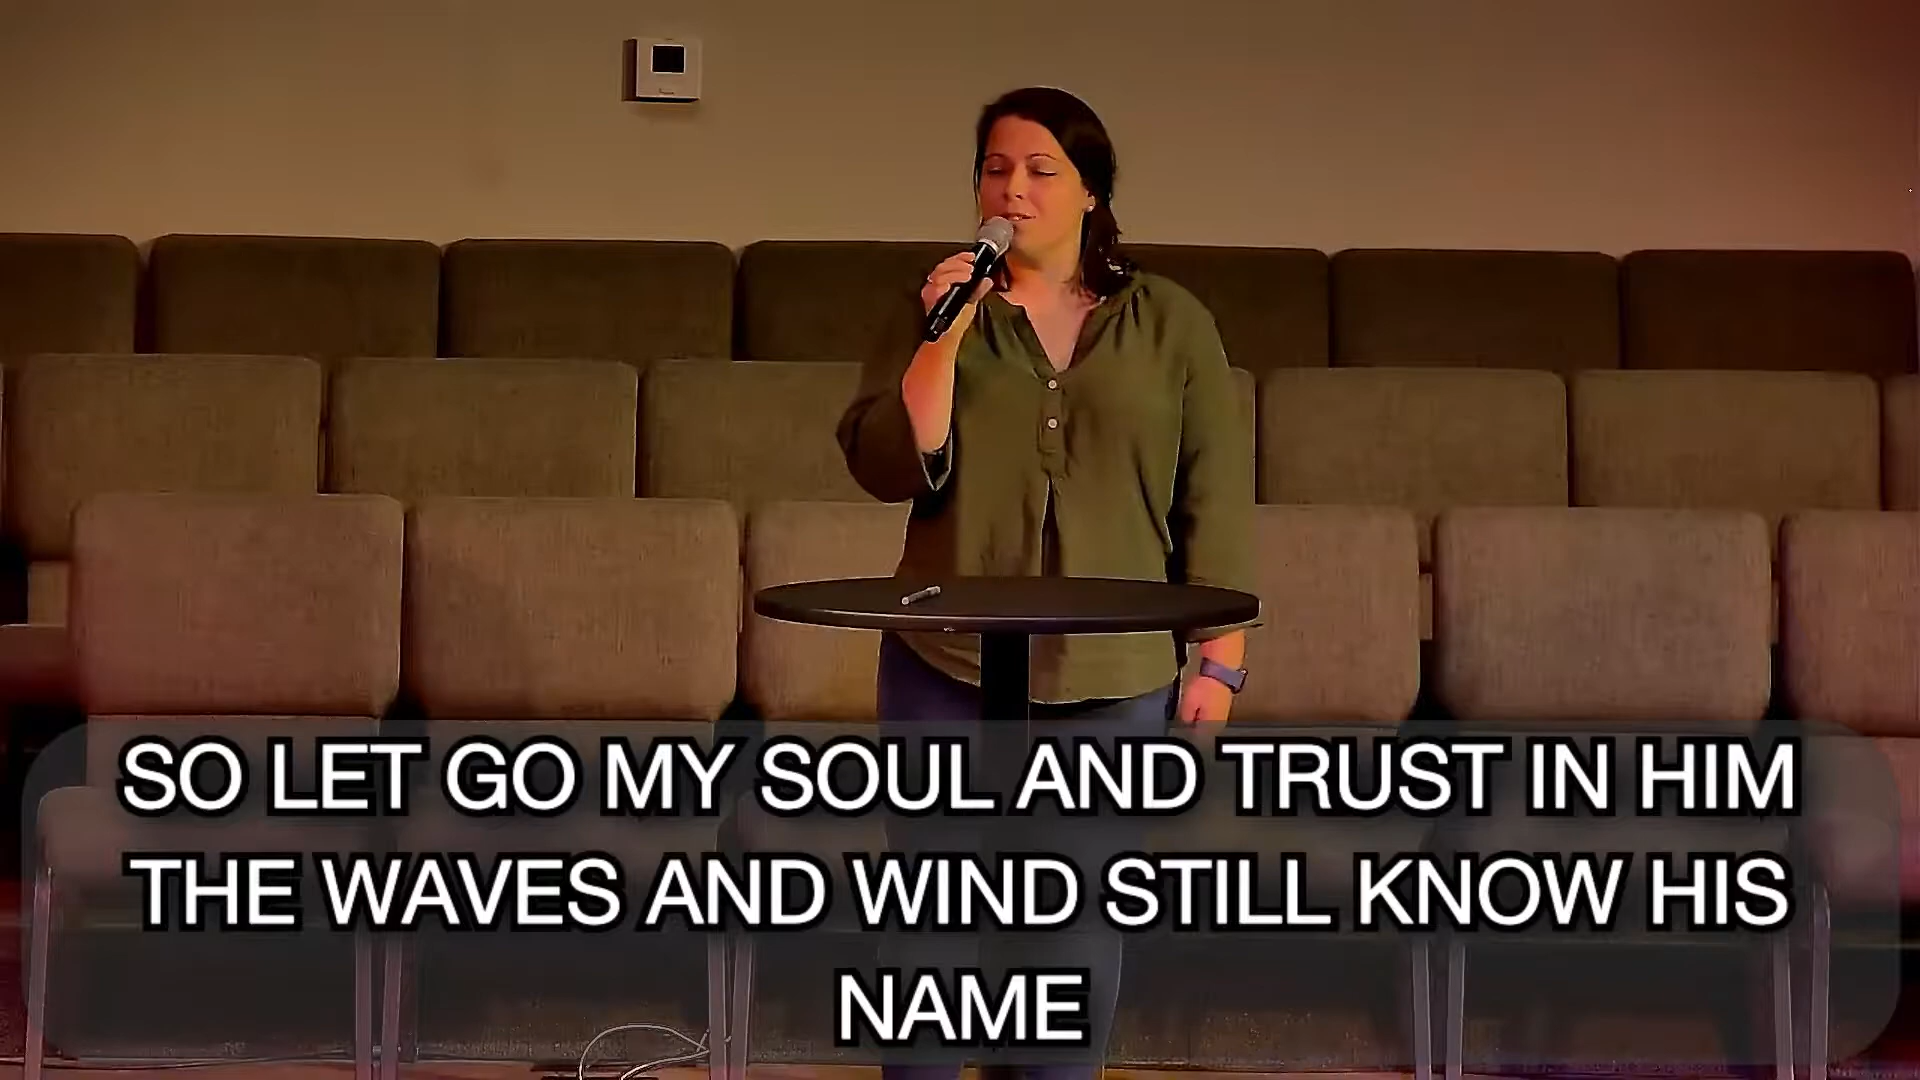 SO LET GO MY SOUL AND TRUST IN HIM
THE WAVES AND WIND STILL KNOW HIS
NAME